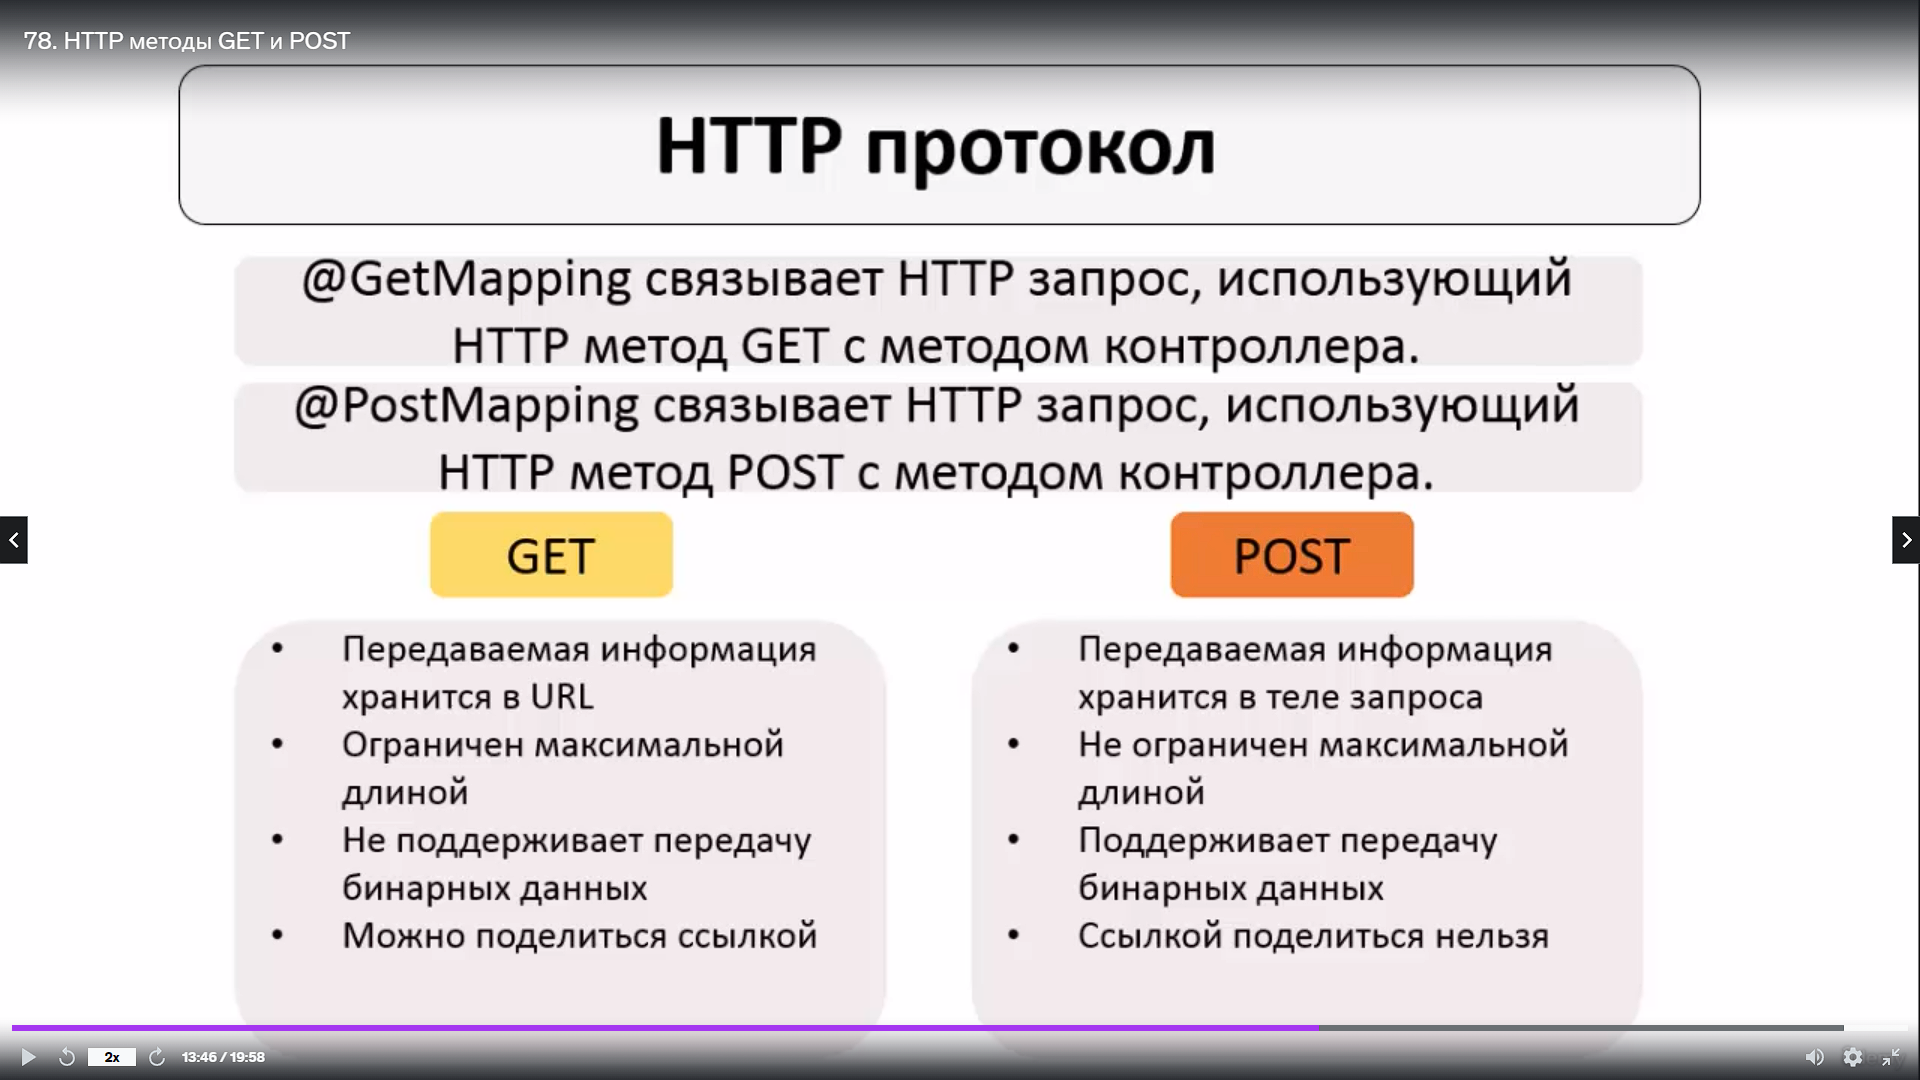 78. HTTP методы GET и POST
HTTP протокол
@GetMapping связывает HTTP запрос, использующий
HTTP метод GET с методом контроллера.
@PostMapping связывает HTTP запрос, использующий
HTTP метод POST с методом контроллера.
GET
• Передаваемая информация
хранится в URL
• Ограничен максимальной
длиной
• Не поддерживает передачу
бинарных данных
• Можно поделиться ссылкой
POST
• Передаваемая информация
хранится в теле запроса
• Не ограничен максимальной
длиной
• Поддерживает передачу
бинарных данных
• Ссылкой поделиться нельзя
2x
13:46 / 19:58